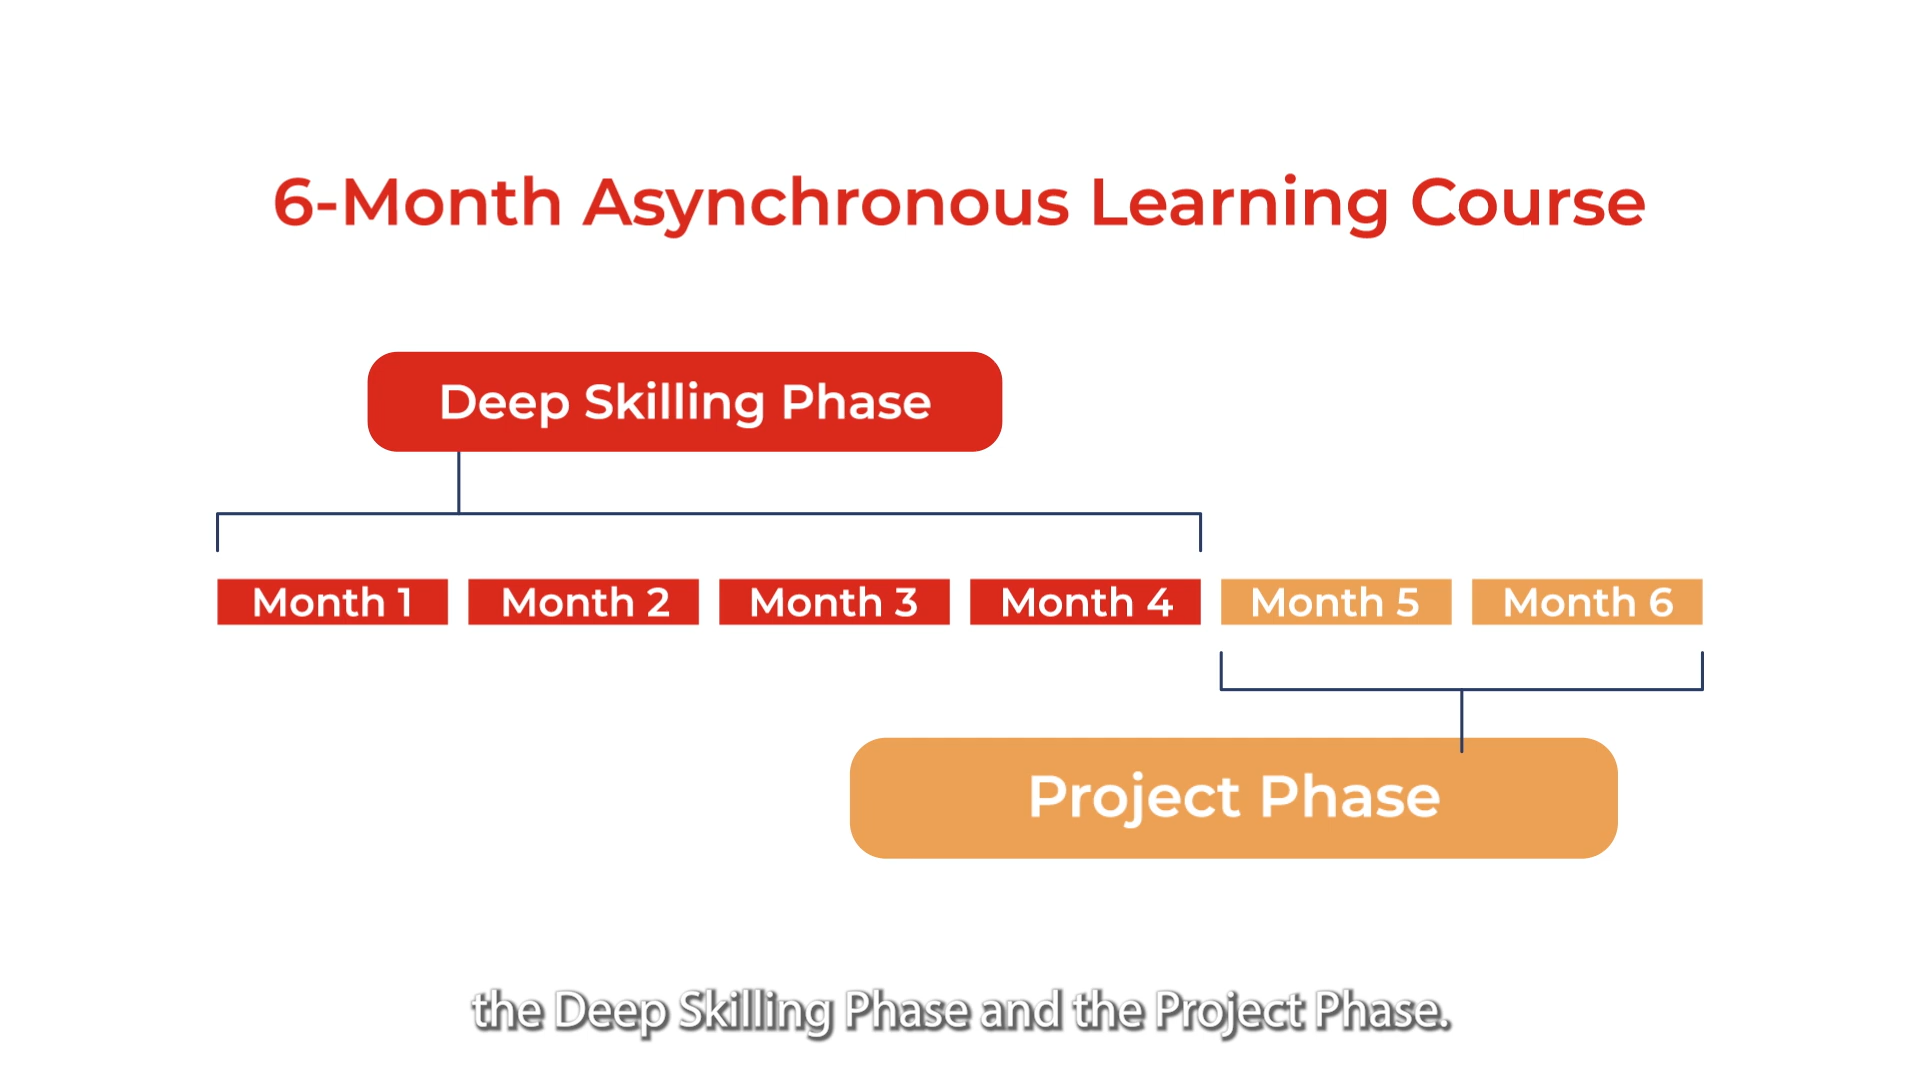 6-Month Asynchronous Learning Course
Deep Skilling Phase
Month 1 Month 2 Month 3 Month 4 Month 5 Month 6
Project Phase
the Deep Skilling Phase and the Project Phase.